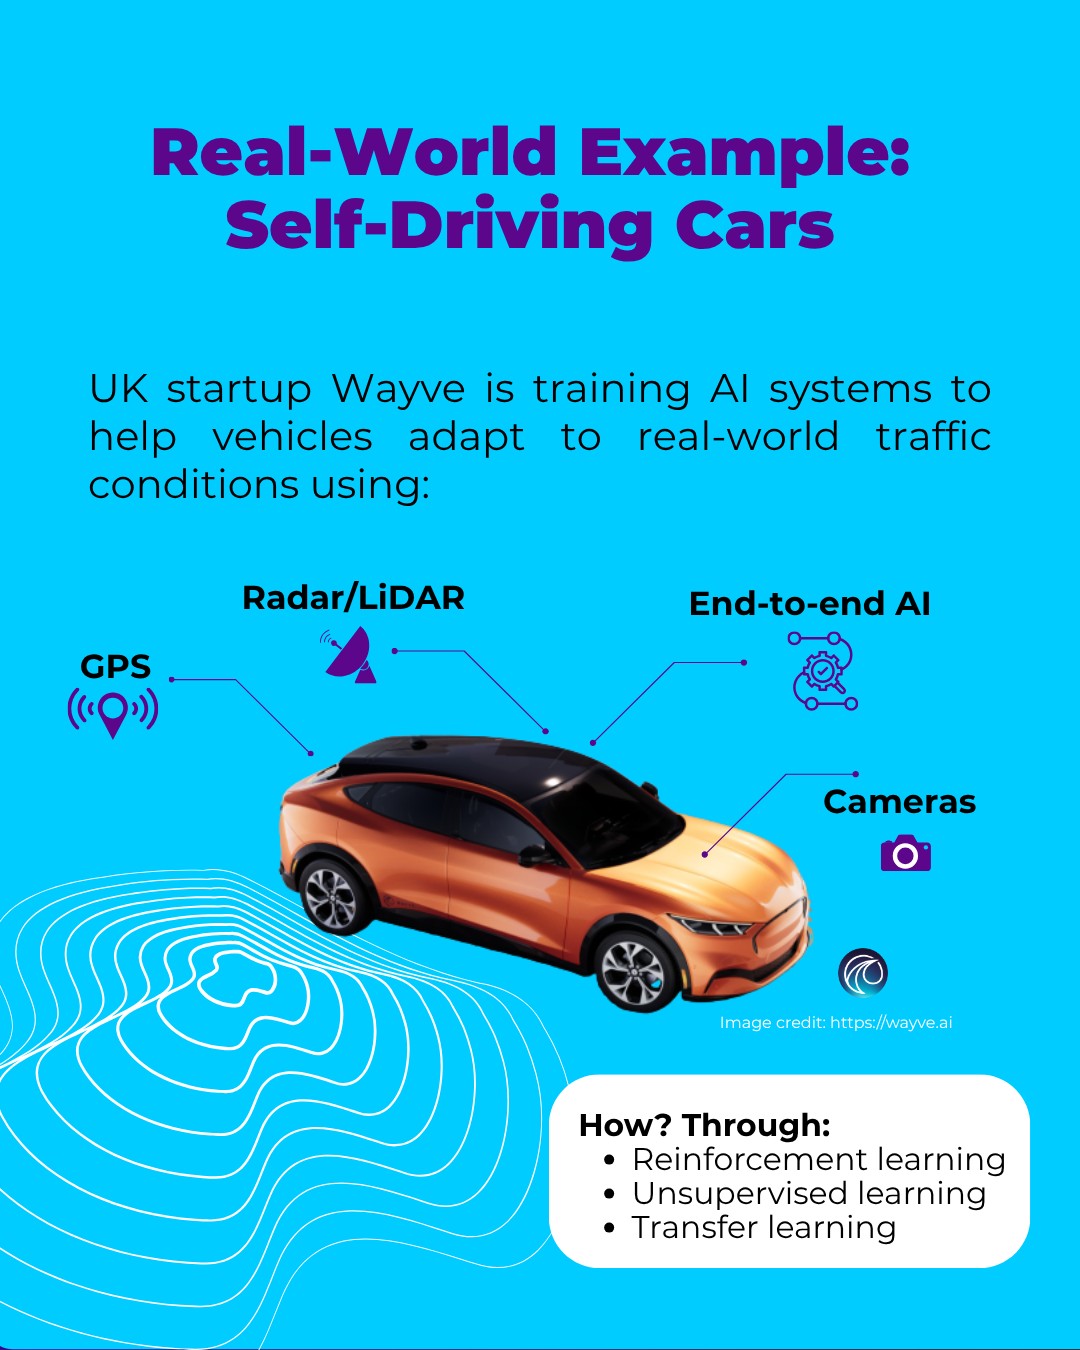 Real-World Example:
Self-Driving Cars
UK startup Wayve is training AI systems to
help vehicles adapt to real-world traffic
conditions using:
Radar/LiDAR
End-to-end AI
GPS
Cameras
Image credit: https://wayve.ai
How? Through:
• Reinforcement learning
• Unsupervised learning
• Transfer learning